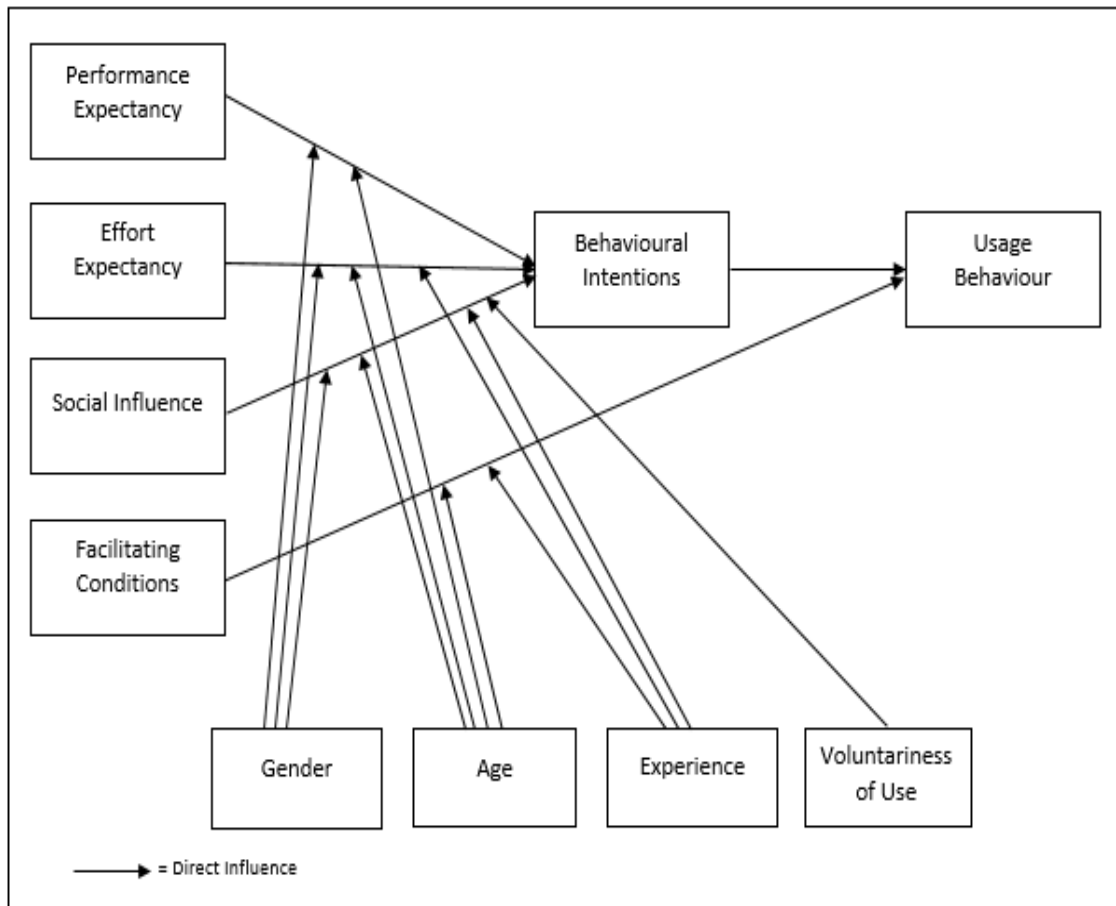 Performance
Expectancy
Effort
Expectancy
Behavioural
Intentions
Usage
Behaviour
Social Influence
Facilitating
Conditions
Gender
Age
Experience
Voluntariness
of Use
= Direct Influence